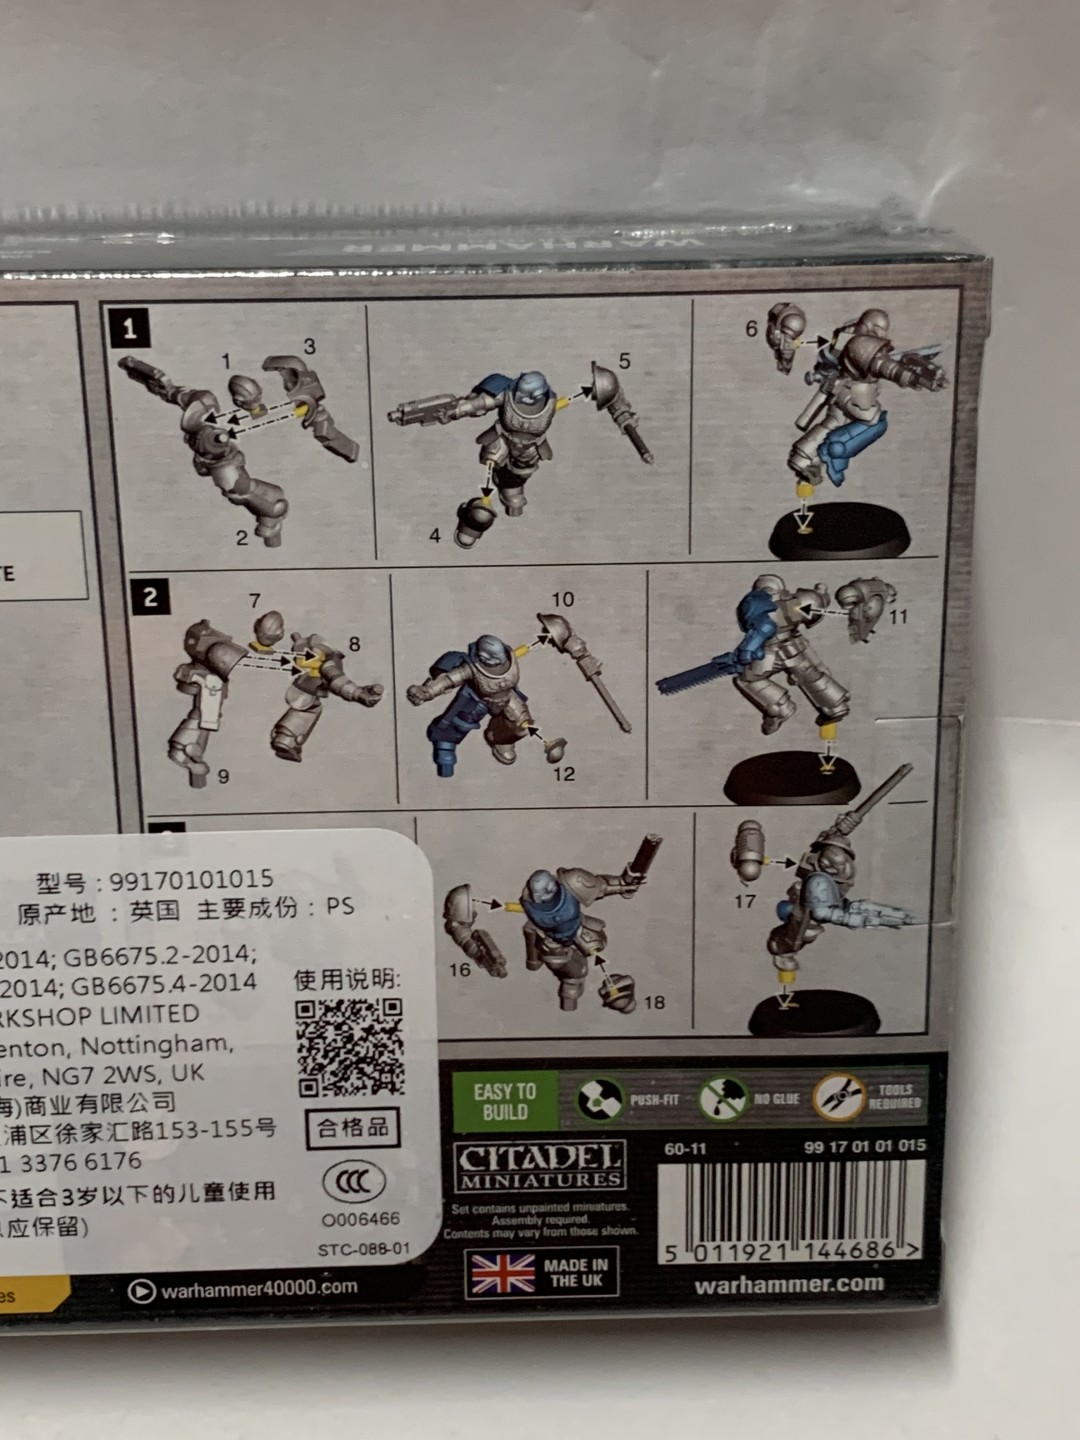 WARHAMMER
1
1
3
2
5
4
6
2
7
8
9
10
12
11
TE
16
18
17
型号:99170101015
原产地:英国 主要成份:PS
2014; GB6675.2-2014;
2014; GB6675.4-2014
RKSHOP LIMITED
enton, Nottingham,
ire, NG7 2WS, UK
海)商业有限公司
浦区徐家汇路153-155号
1 3376 6176
不适合3岁以下的儿童使用
应保留)
使用说明:
合格品
CCC
O006466
STC-088-01
EASY TO
BUILD
PUSH-FIT
NO GLUE
TOOLS
REQUIRED
CITADEL
MINIATURES
Set contains unpainted miniatures.
Assembly required.
Contents may vary from those shown.
MADE IN
THE UK
60-11 99 17 01 01 015
5 011921 144686 >
warhammer.com
es
warhammer40000.com